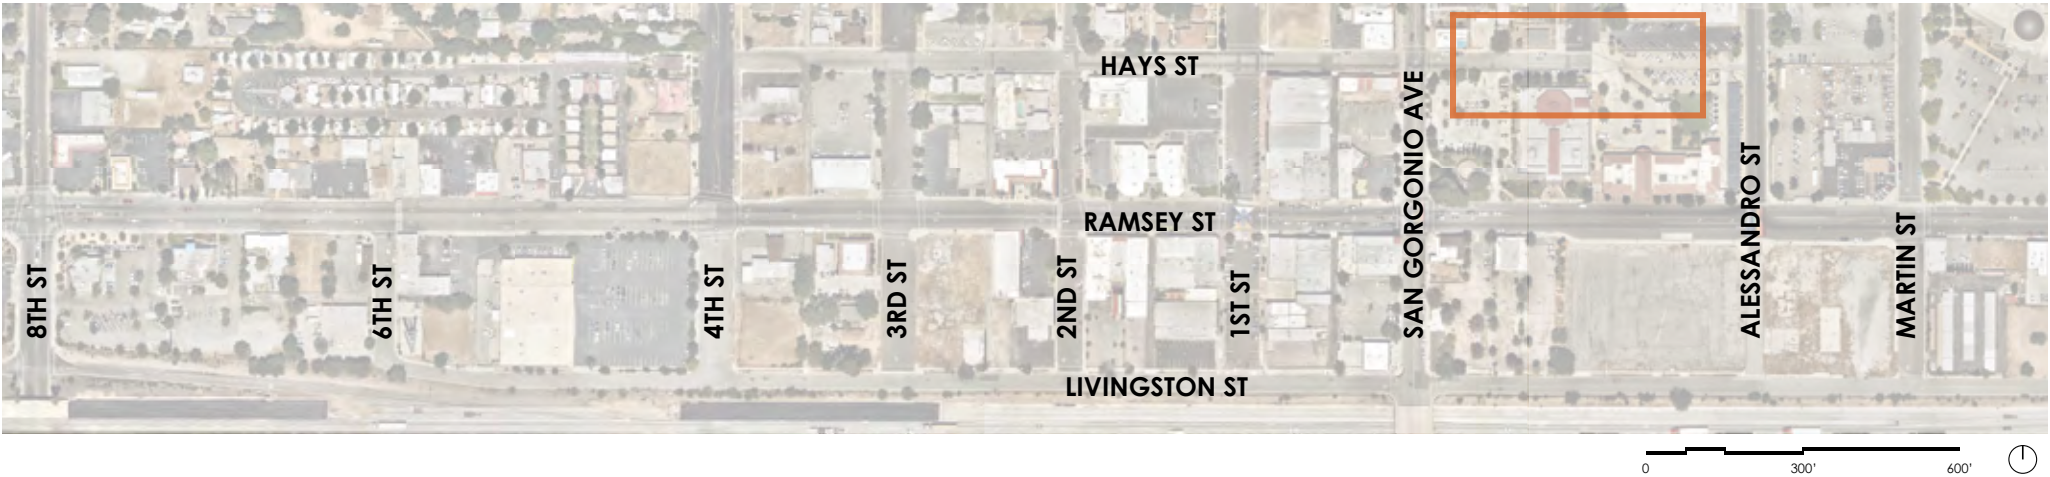 HAYS ST
RAMSEY ST
LIVINGSTON ST
8TH ST
6TH ST
4TH ST
3RD ST
2ND ST
1ST ST
SAN GORGONIO AVE
ALESSANDRO ST
MARTIN ST
0 300' 600'